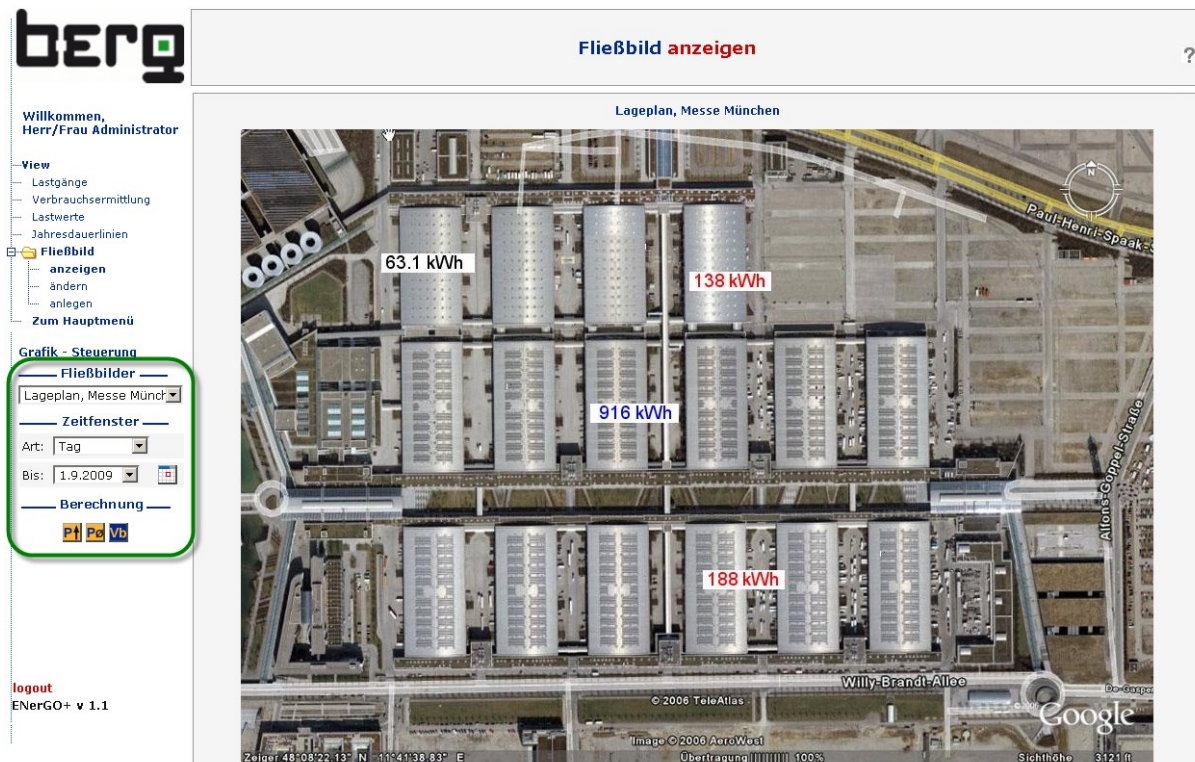 berg
Fließbild anzeigen
?
Willkommen,
Herr/Frau Administrator
View
Lastgänge
Verbrauchsermittlung
Lastwerte
Jahresdauerlinien
Fließbild
anzeigen
ändern
anlegen
Zum Hauptmenü
Grafik - Steuerung
Fließbilder
Lageplan, Messe Münch
Zeitfenster
Art: Tag
Bis: 1.9.2009
Berechnung
P PØ Vb
logout
ENerGO+ v 1.1
Lageplan, Messe München
N
Paul-Henri-Spaak-S
63.1 kWh
138 kWh
916 kWh
Alfons-Goppel-Straße
188 kWh
Willy-Brandt-Allee
De-Gasper
© 2006 TeleAtlas
© 2006 Google
Image © 2006 AeroWest
Zeiger 48°08'22.13" N 11°41'38.83" E
Übertragung |||||||||| 100%
Sichthöhe 3121 ft